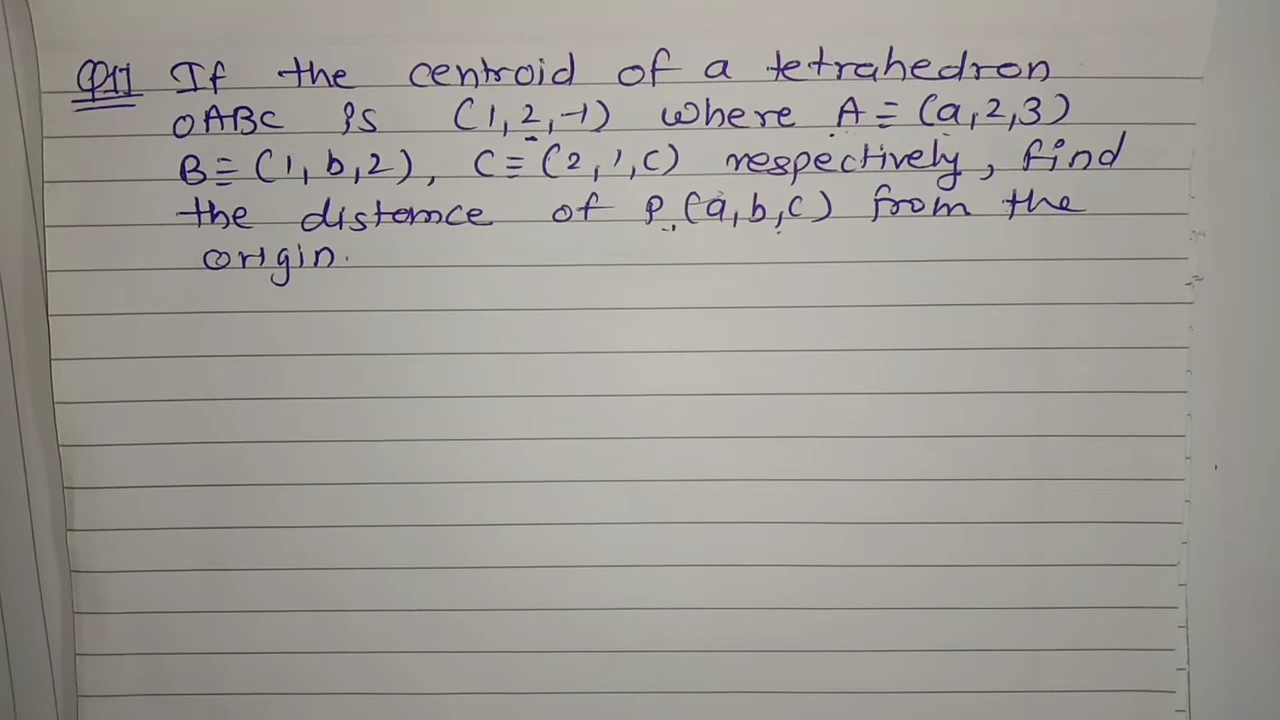 Q11 If the centroid of a tetrahedron
OABC is (1,2,-1) where A = (a,2,3)
B = (1,b,2), C = (2,1,c) respectively, find
the distance of P(a,b,c) from the
origin.